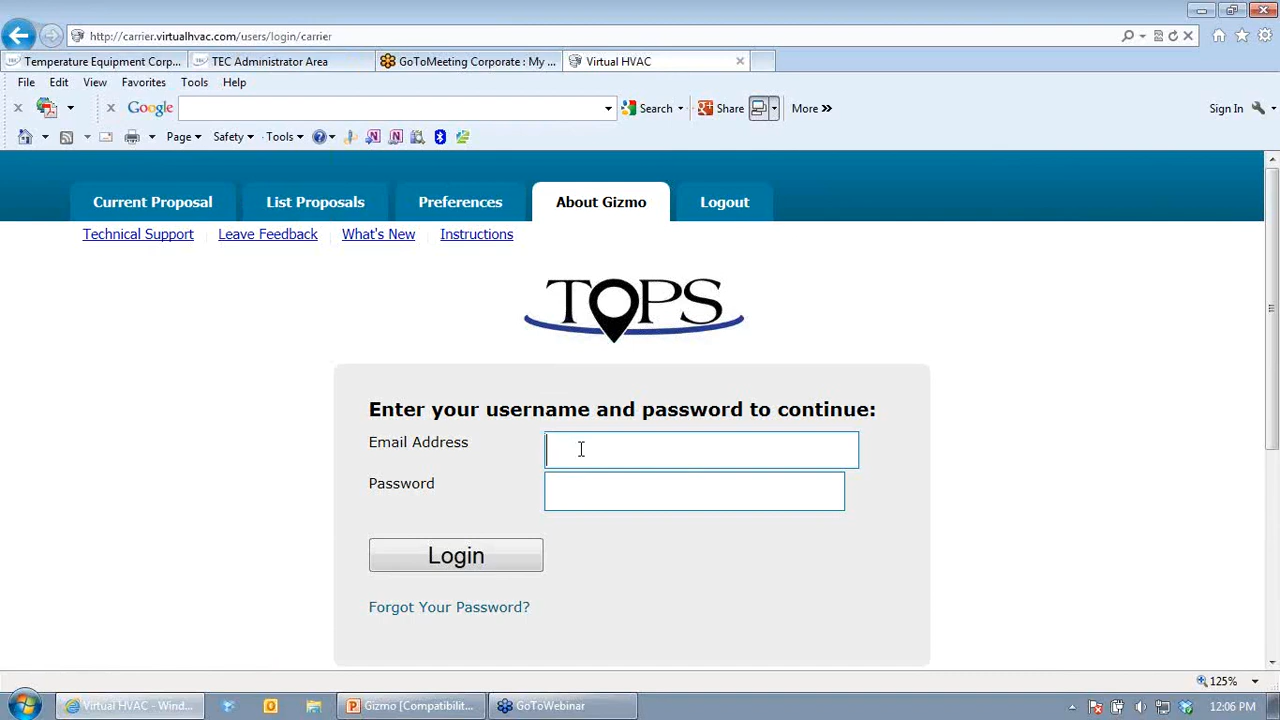 http://carrier.virtualhvac.com/users/login/carrier
Temperature Equipment Corp... TEC Administrator Area GoToMeeting Corporate : My ... Virtual HVAC
File Edit View Favorites Tools Help
Google Search Share More » Sign In
Page Safety Tools
Current Proposal List Proposals Preferences About Gizmo Logout
Technical Support Leave Feedback What's New Instructions
TOPS
Enter your username and password to continue:
Email Address
Password
Login
Forgot Your Password?
125%
Virtual HVAC - Wind... Gizmo [Compatibilit... GoToWebinar 12:06 PM